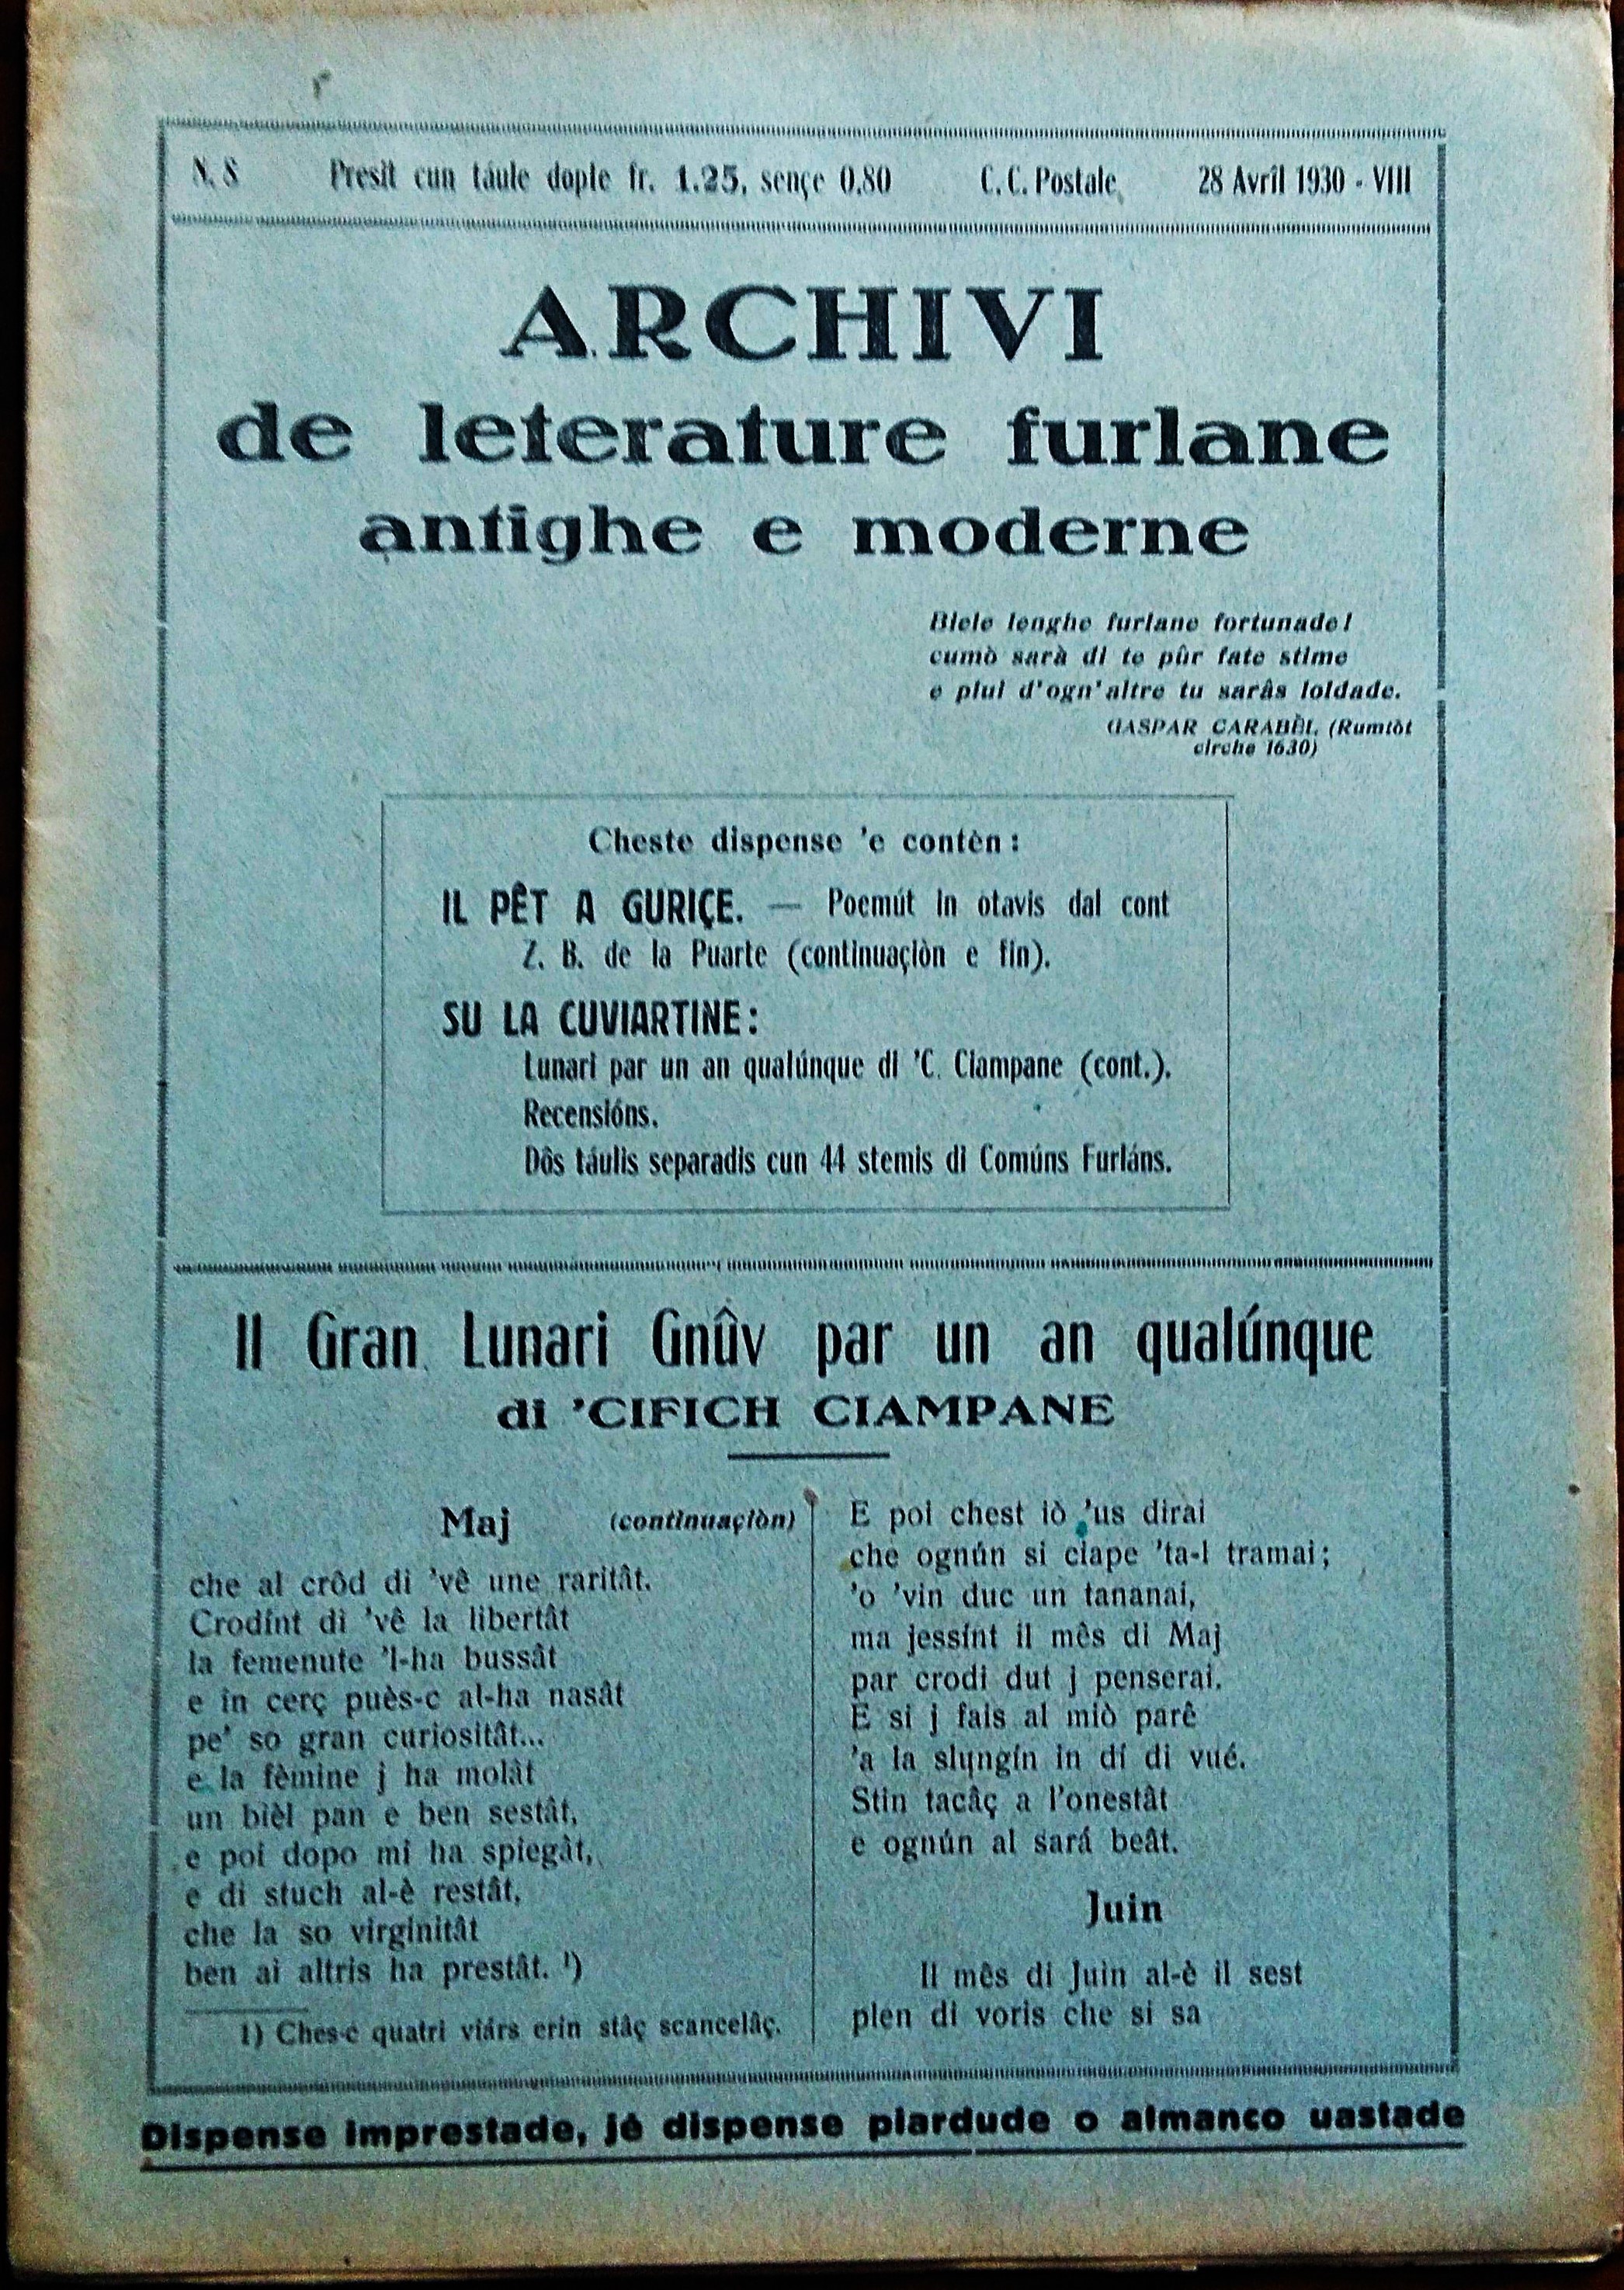 N. 8 Presit cun táule dople fr. 1.25, sençe 0.80 C. C. Postale 28 Avrîl 1930 - VIII
ARCHIVI
de leterature furlane
antighe e moderne
Biele lenghe furlane fortunade!
cumò sarà di te pûr fate stime
e plui d'ogn'altre tu sarâs loldade.
GASPAR CARABÈL (Rumtòt
cirche 1630)
Cheste dispense 'e contèn:
IL PÊT A GURIÇE. — Poemút in otavis dal cont
Z. B. de la Puarte (continuaçiòn e fin).
SU LA CUVIARTINE:
Lunari par un an qualúnque di 'C. Ciampane (cont.).
Recensións.
Dôs táulis separadis cun 44 stemis di Comúns Furláns.
Il Gran Lunari Gnûv par un an qualúnque
di 'CIFICH CIAMPANE
Maj (continuaçiòn)
che al crôd di 'vê une raritât.
Crodínt di 'vê la libertât
la femenute 'l-ha bussât
e in cerç puès-c al-ha nasât
pe' so gran curiositât...
e la fèmine j ha molàt
un bièl pan e ben sestât,
e poi dopo mi ha spiegât,
e di stuch al-è restât,
che la so virginitât
ben ai altris ha prestât. ¹)
1) Ches-c quatri viárs erin stâç scancelâç.
E poi chest iò 'us dirai
che ognún si ciape 'ta-l tramai;
'o 'vin duc un tananai,
ma jessínt il mês di Maj
par crodi dut j penserai.
E si j fais al miò parê
'a la slungín in dí di vué.
Stin tacâç a l'onestât
e ognún al sará beât.
Juin
Il mês di Juin al-è il sest
plen di voris che si sa
Dispense imprestade, jè dispense piardude o almanco uastade